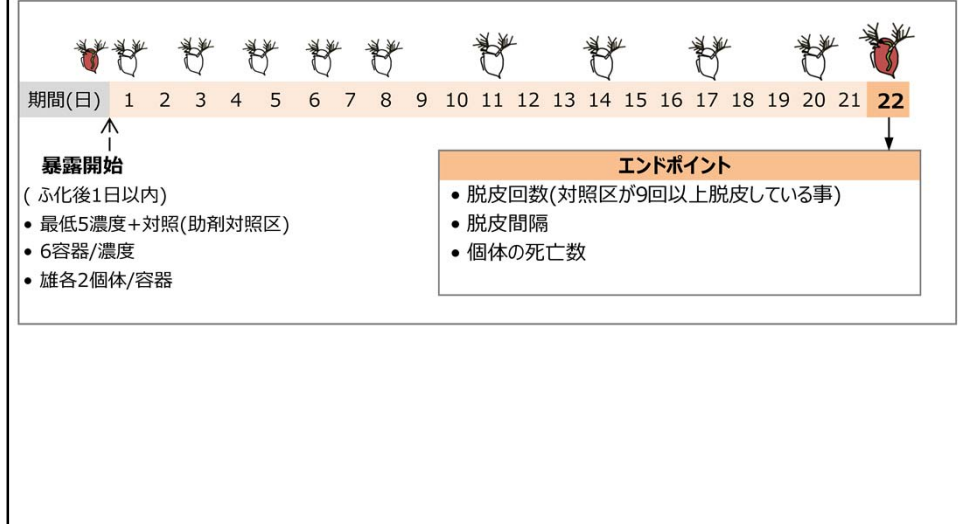 期間(日) 1 2 3 4 5 6 7 8 9 10 11 12 13 14 15 16 17 18 19 20 21 22
暴露開始
( ふ化後1日以内)
• 最低5濃度+対照(助剤対照区)
• 6容器/濃度
• 雄各2個体/容器
エンドポイント
• 脱皮回数(対照区が9回以上脱皮している事)
• 脱皮間隔
• 個体の死亡数